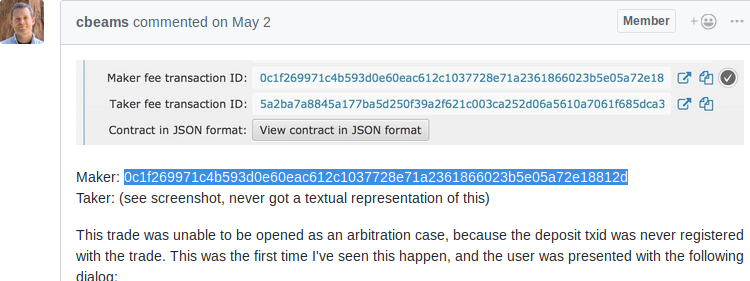 cbeams commented on May 2
Member
Maker fee transaction ID: 0c1f269971c4b593d0e60eac612c1037728e71a2361866023b5e05a72e18
Taker fee transaction ID: 5a2ba7a8845a177ba5d250f39a2f621c003ca252d06a5610a7061f685dca3
Contract in JSON format: View contract in JSON format
Maker: 0c1f269971c4b593d0e60eac612c1037728e71a2361866023b5e05a72e18812d
Taker: (see screenshot, never got a textual representation of this)
This trade was unable to be opened as an arbitration case, because the deposit txid was never registered
with the trade. This was the first time I've seen this happen, and the user was presented with the following
dialog: